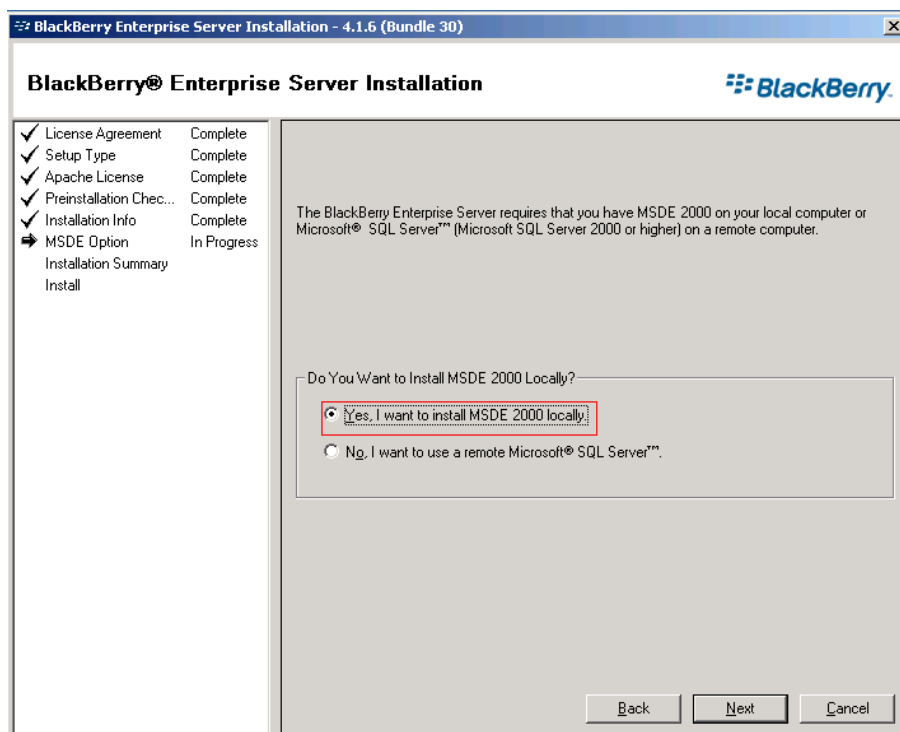 BlackBerry Enterprise Server Installation - 4.1.6 (Bundle 30)
BlackBerry® Enterprise Server Installation
BlackBerry.
License Agreement Complete
Setup Type Complete
Apache License Complete
Preinstallation Chec... Complete
Installation Info Complete
MSDE Option In Progress
Installation Summary
Install
The BlackBerry Enterprise Server requires that you have MSDE 2000 on your local computer or
Microsoft® SQL Server™ (Microsoft SQL Server 2000 or higher) on a remote computer.
Do You Want to Install MSDE 2000 Locally?
Yes, I want to install MSDE 2000 locally.
No, I want to use a remote Microsoft® SQL Server™.
Back Next Cancel